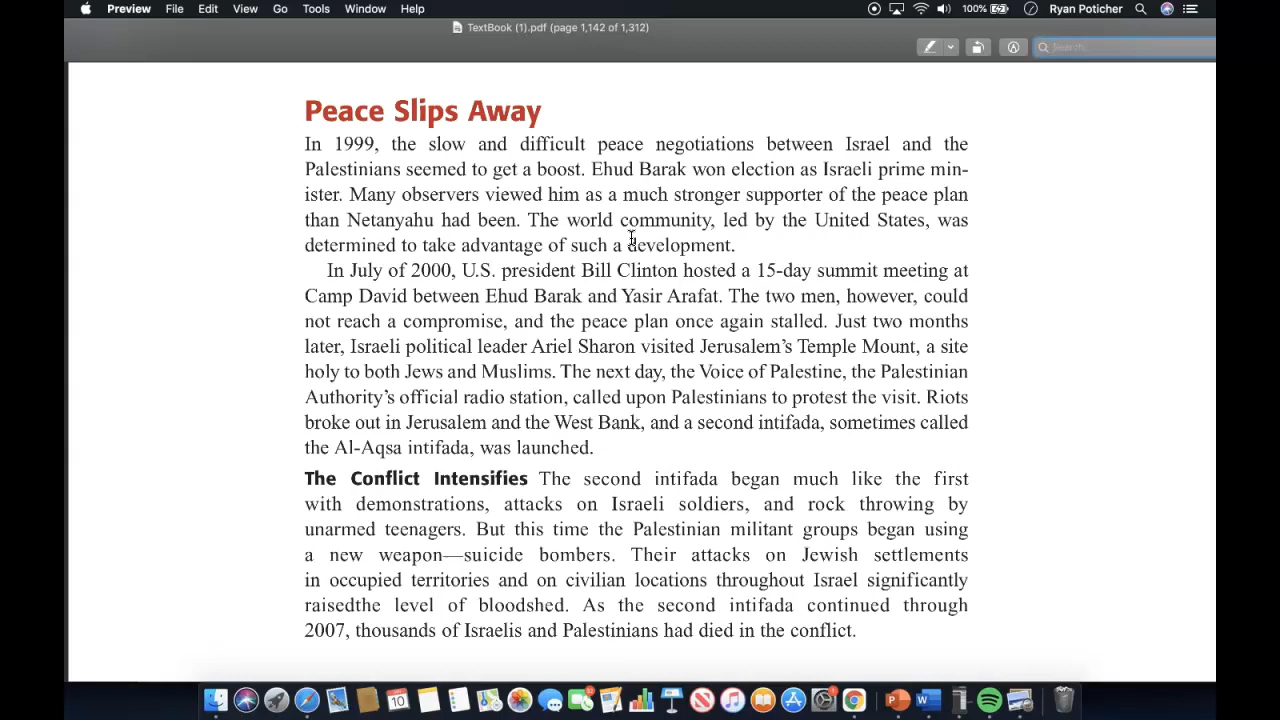 Preview File Edit View Go Tools Window Help 100% Ryan Poticher
TextBook (1).pdf (page 1,142 of 1,312)
Search
Peace Slips Away
In 1999, the slow and difficult peace negotiations between Israel and the
Palestinians seemed to get a boost. Ehud Barak won election as Israeli prime min-
ister. Many observers viewed him as a much stronger supporter of the peace plan
than Netanyahu had been. The world community, led by the United States, was
determined to take advantage of such a development.
In July of 2000, U.S. president Bill Clinton hosted a 15-day summit meeting at
Camp David between Ehud Barak and Yasir Arafat. The two men, however, could
not reach a compromise, and the peace plan once again stalled. Just two months
later, Israeli political leader Ariel Sharon visited Jerusalem’s Temple Mount, a site
holy to both Jews and Muslims. The next day, the Voice of Palestine, the Palestinian
Authority’s official radio station, called upon Palestinians to protest the visit. Riots
broke out in Jerusalem and the West Bank, and a second intifada, sometimes called
the Al-Aqsa intifada, was launched.
The Conflict Intensifies The second intifada began much like the first
with demonstrations, attacks on Israeli soldiers, and rock throwing by
unarmed teenagers. But this time the Palestinian militant groups began using
a new weapon—suicide bombers. Their attacks on Jewish settlements
in occupied territories and on civilian locations throughout Israel significantly
raisedthe level of bloodshed. As the second intifada continued through
2007, thousands of Israelis and Palestinians had died in the conflict.
10